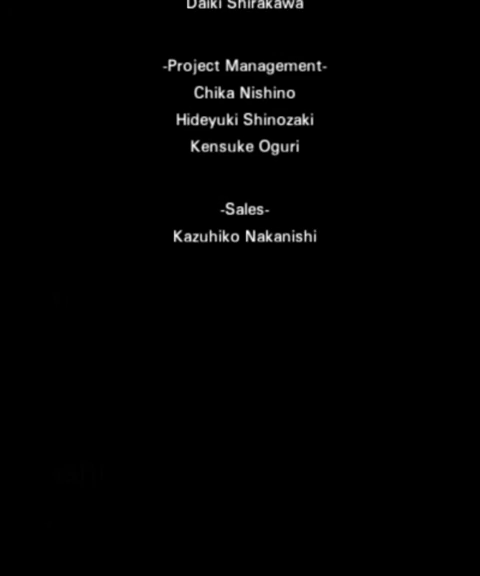 Daiki Shirakawa
-Project Management-
Chika Nishino
Hideyuki Shinozaki
Kensuke Oguri
-Sales-
Kazuhiko Nakanishi